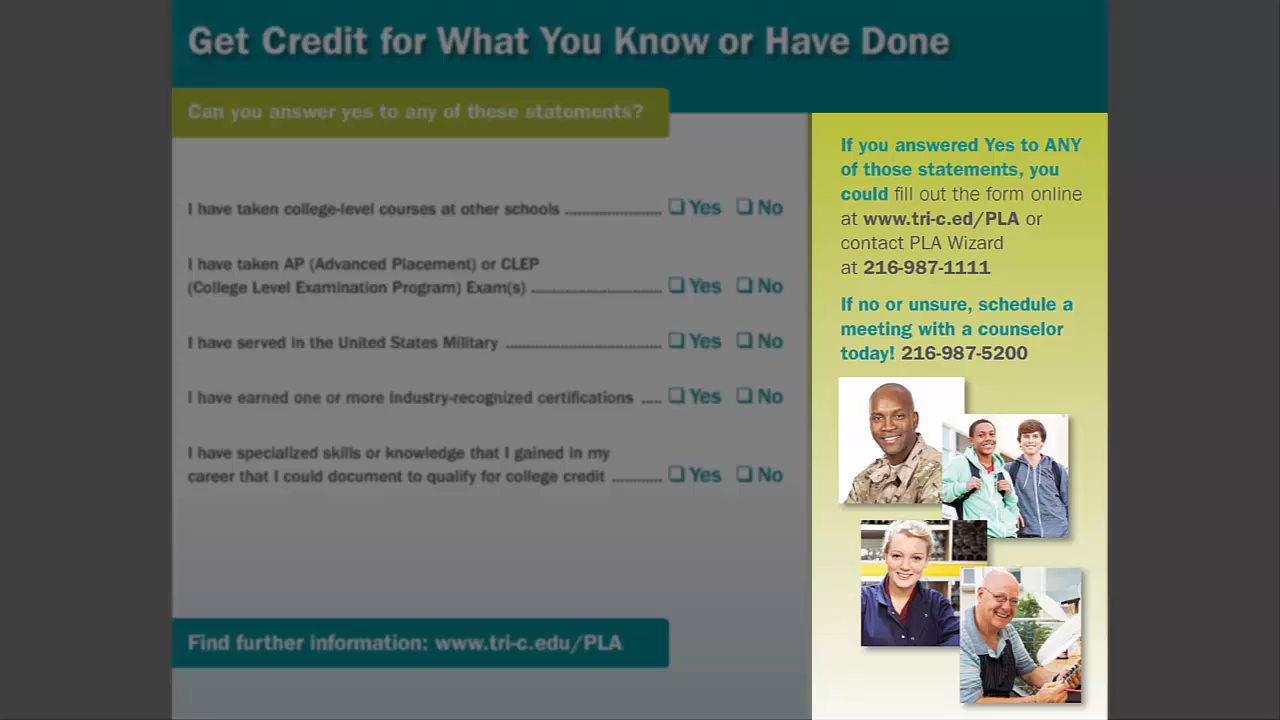 Get Credit for What You Know or Have Done
Can you answer yes to any of these statements?
I have taken college-level courses at other schools ........................ ❏ Yes ❏ No
I have taken AP (Advanced Placement) or CLEP
(College Level Examination Program) Exam(s) ................................. ❏ Yes ❏ No
I have served in the United States Military ....................................... ❏ Yes ❏ No
I have earned one or more industry-recognized certifications ..... ❏ Yes ❏ No
I have specialized skills or knowledge that I gained in my
career that I could document to qualify for college credit ............. ❏ Yes ❏ No
Find further information: www.tri-c.edu/PLA
If you answered Yes to ANY
of those statements, you
could fill out the form online
at www.tri-c.ed/PLA or
contact PLA Wizard
at 216-987-1111
If no or unsure, schedule a
meeting with a counselor
today! 216-987-5200